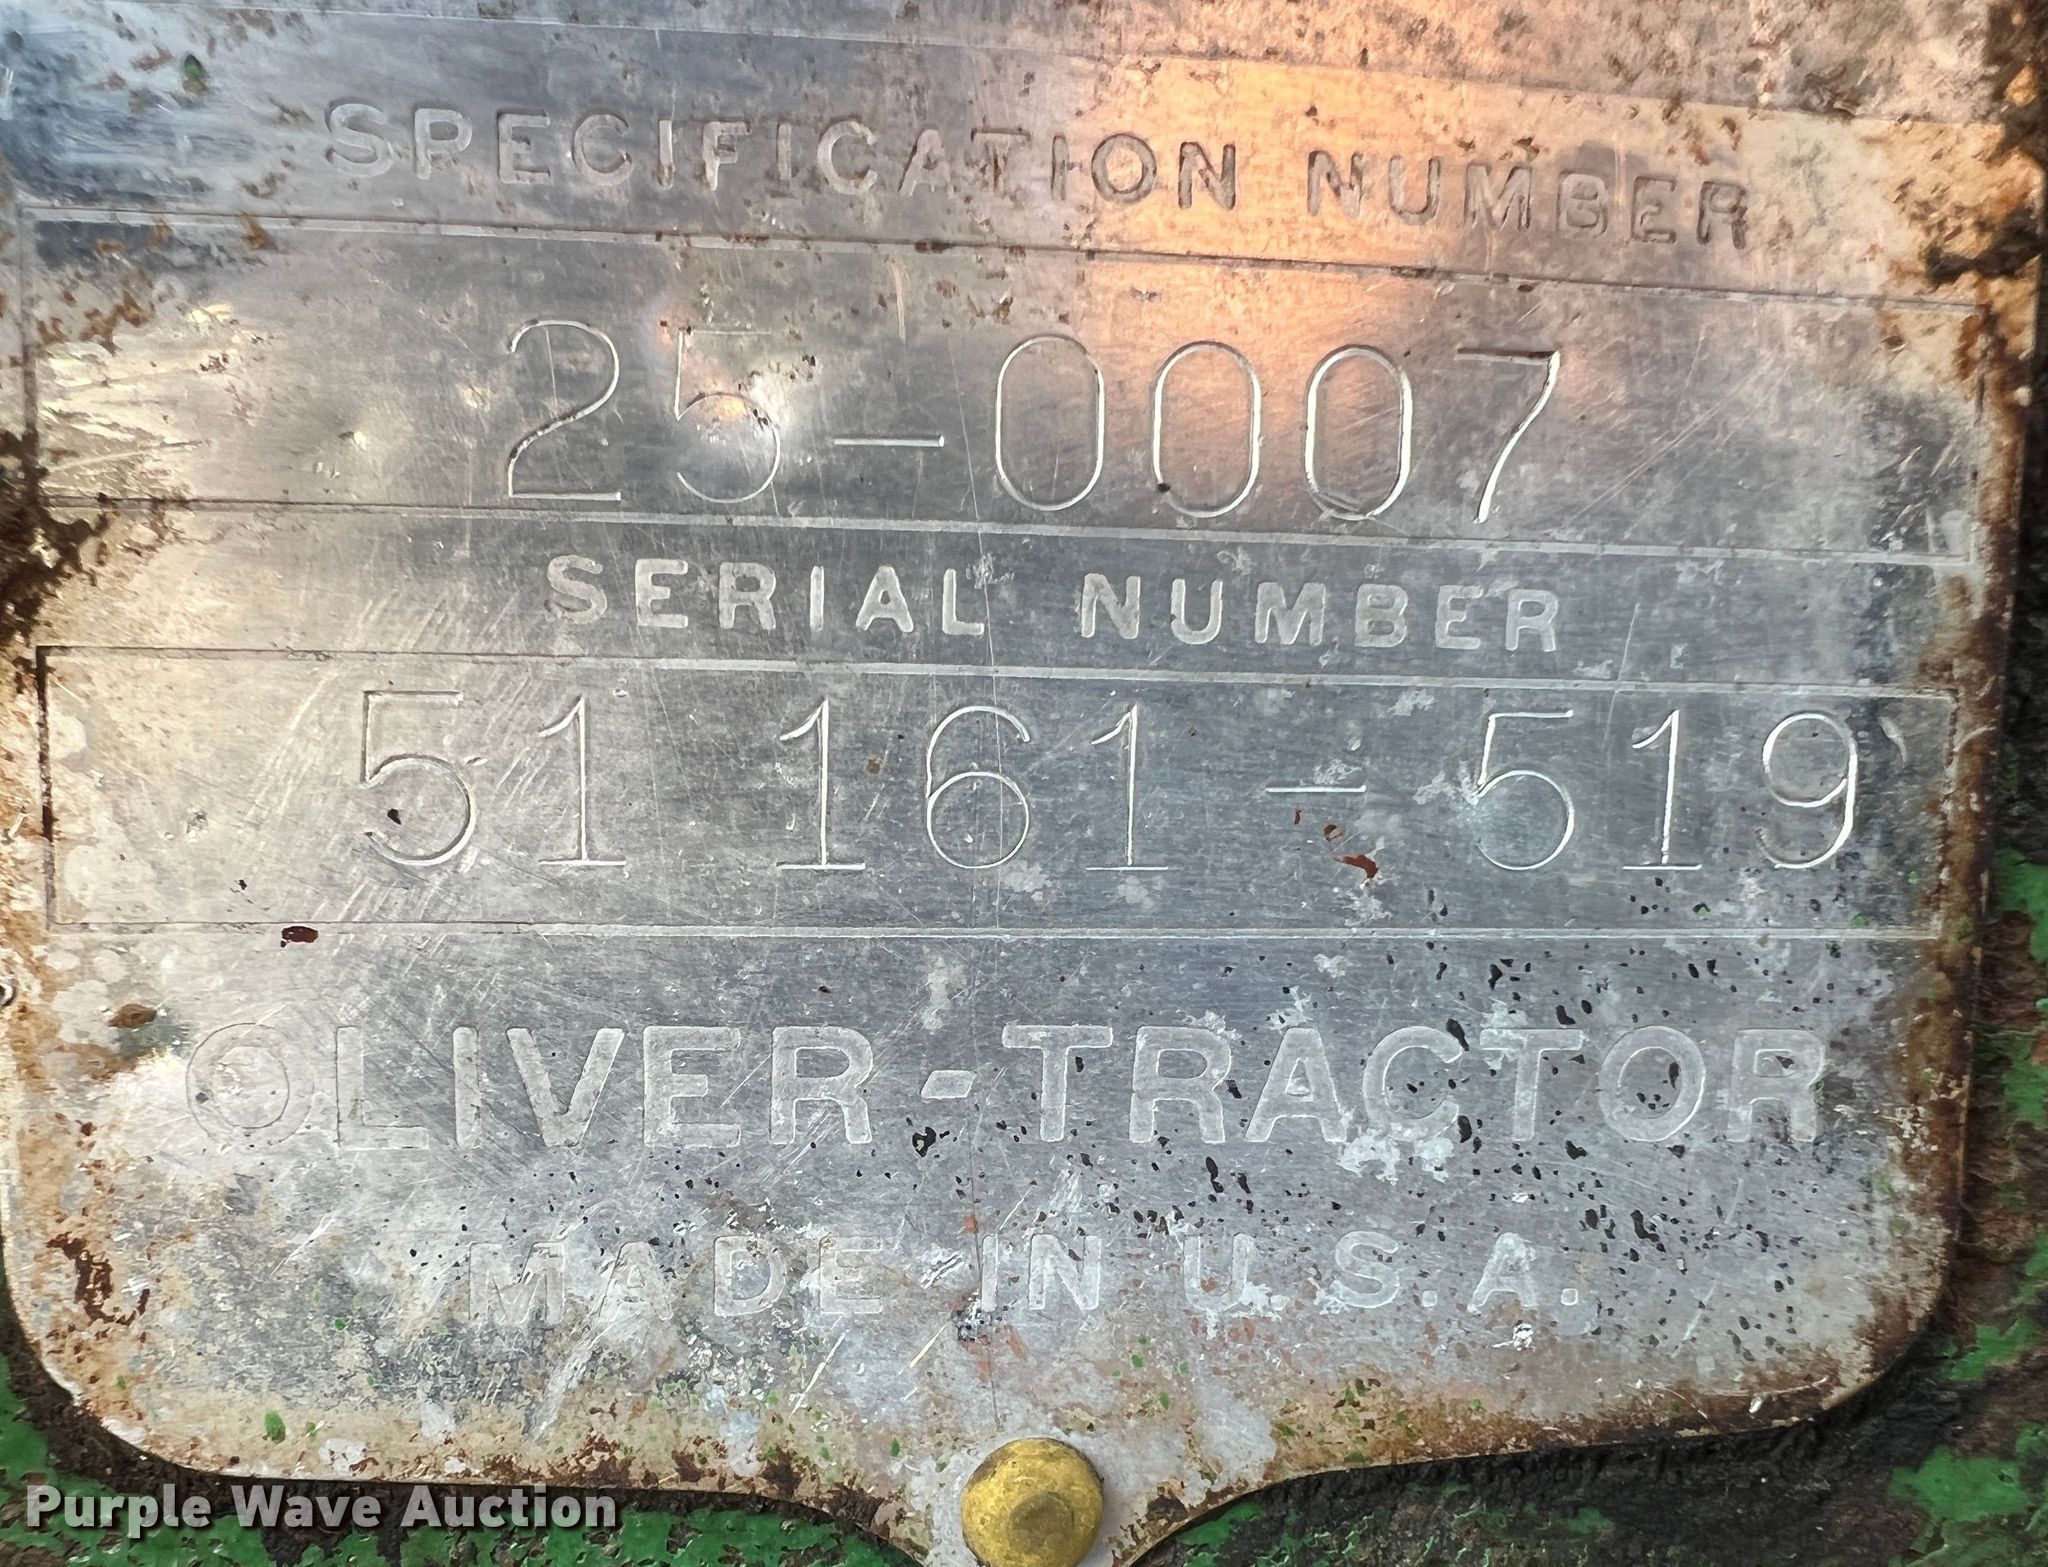 SPECIFICATION NUMBER
25-0007
SERIAL NUMBER
51 161-519
OLIVER-TRACTOR
MADE IN U.S.A.
Purple Wave Auction